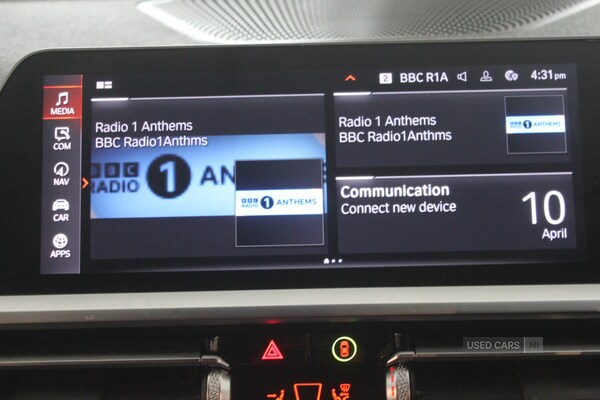 2 BBC R1A 4:31pm
MEDIA
COM
NAV
CAR
APPS
Radio 1 Anthems
BBC Radio1Anthms
BBC RADIO 1 AN
BBC RADIO 1 ANTHEMS
Radio 1 Anthems
BBC Radio1Anthms
BBC RADIO 1 ANTHEMS
Communication
Connect new device
10
April
USED CARS NI